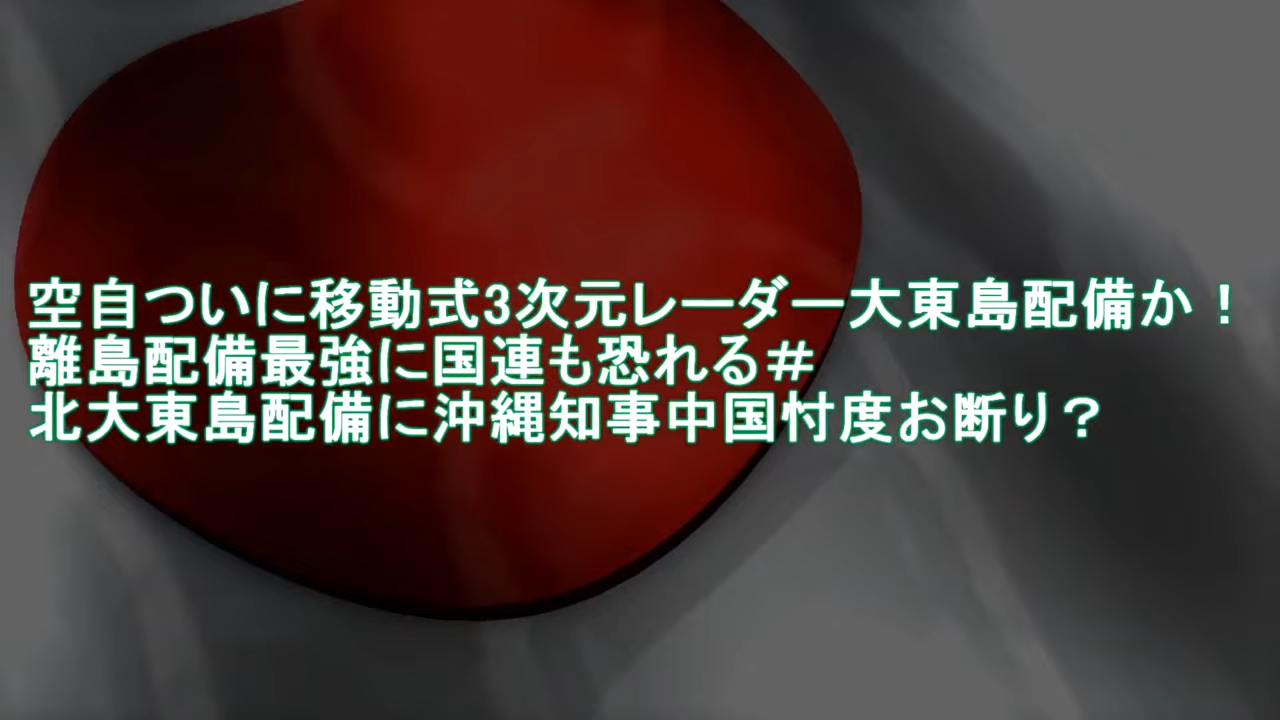 空自ついに移動式3次元レーダー大東島配備か！
離島配備最強に国連も恐れる＃
北大東島配備に沖縄知事中国忖度お断り？